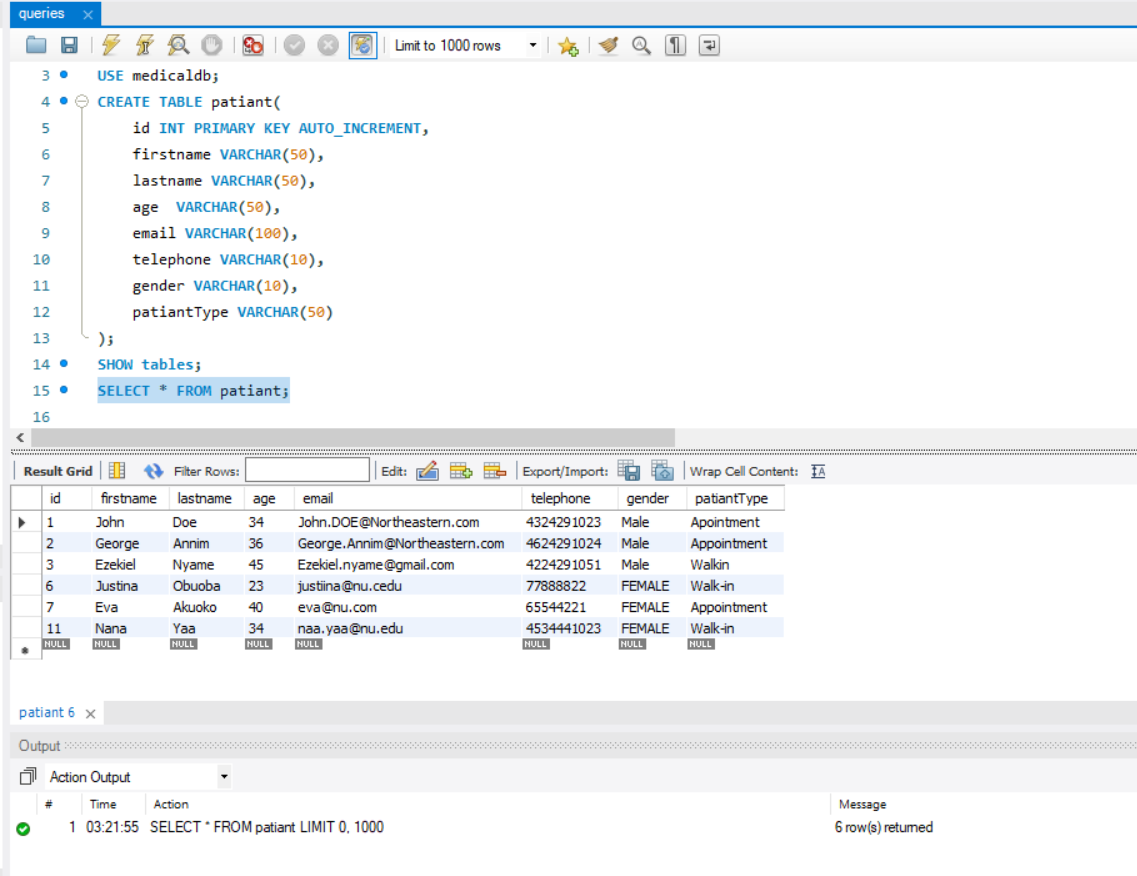 queries
Limit to 1000 rows
3 USE medicaldb;
4 CREATE TABLE patiant(
5 id INT PRIMARY KEY AUTO_INCREMENT,
6 firstname VARCHAR(50),
7 lastname VARCHAR(50),
8 age VARCHAR(50),
9 email VARCHAR(100),
10 telephone VARCHAR(10),
11 gender VARCHAR(10),
12 patiantType VARCHAR(50)
13 );
14 SHOW tables;
15 SELECT * FROM patiant;
16
Result Grid Filter Rows: Edit: Export/Import: Wrap Cell Content: IA
id firstname lastname age email telephone gender patiantType
1 John Doe 34 John.DOE@Northeastern.com 4324291023 Male Apointment
2 George Annim 36 George.Annim@Northeastern.com 4624291024 Male Appointment
3 Ezekiel Nyame 45 Ezekiel.nyame@gmail.com 4224291051 Male Walkin
6 Justina Obuoba 23 justiina@nu.cedu 77888822 FEMALE Walk-in
7 Eva Akuoko 40 eva@nu.com 65544221 FEMALE Appointment
11 Nana Yaa 34 naa.yaa@nu.edu 4534441023 FEMALE Walk-in
NULL NULL NULL NULL NULL NULL NULL NULL
patiant 6
Output
Action Output
# Time Action Message
1 03:21:55 SELECT * FROM patiant LIMIT 0, 1000 6 row(s) returned